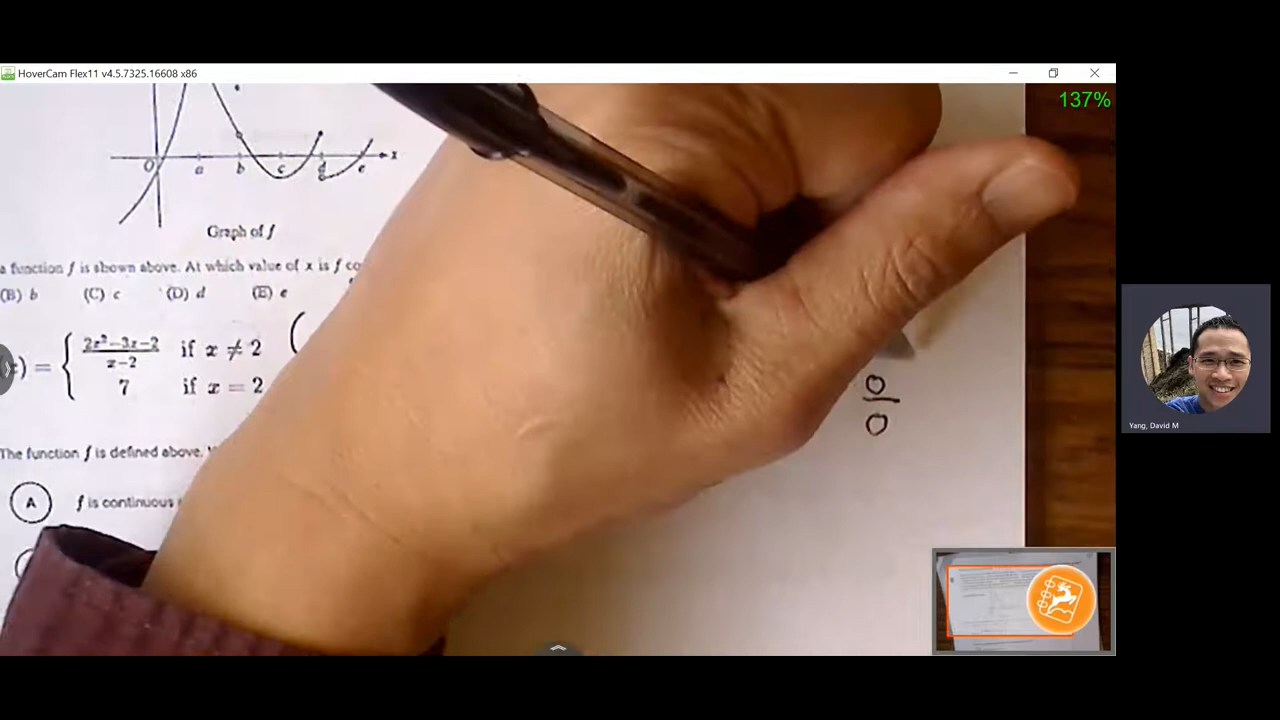 HoverCam Flex11 v4.5.7325.16608 x86
137%
O a b c d e x
Graph of f
a function f is shown above. At which value of x is f co
(B) b (C) c (D) d (E) e
) = { 2x²-3x-2 / x-2 if x ≠ 2 (
7 if x = 2
0/0
The function f is defined above.
A f is continuous
Yang, David M